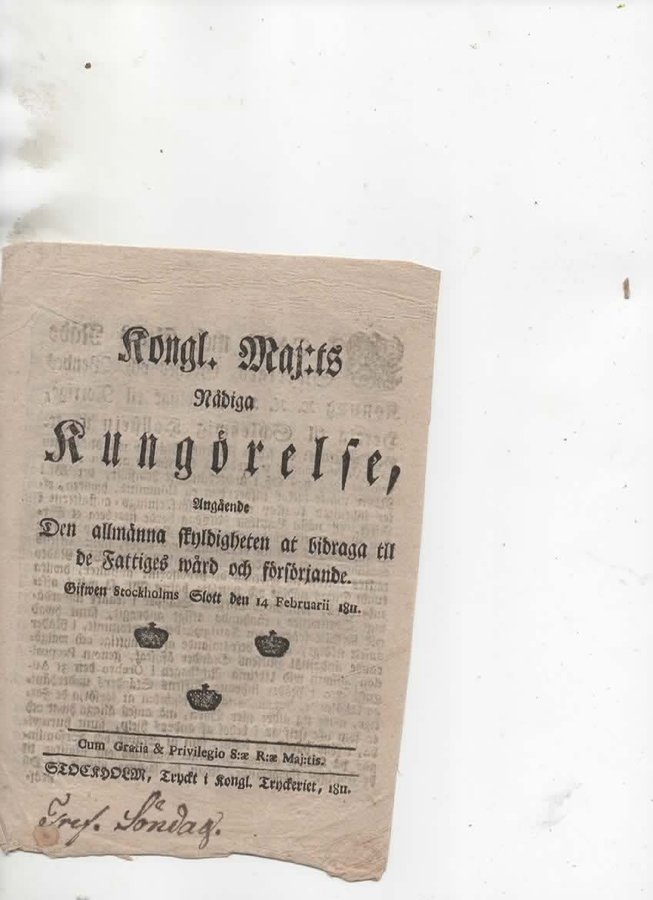 Kongl. Maj:ts
Nådiga
Kungörelse,
Angående
Den allmänna skyldigheten at bidraga til
de Fattiges wård och försörjande.
Gifwen Stockholms Slott den 14 Februarii 1811.
Cum Gratia & Privilegio S:æ R:æ Maj:tis.
STOCKHOLM, Tryckt i Kongl. Tryckeriet, 1811.
Söndag.